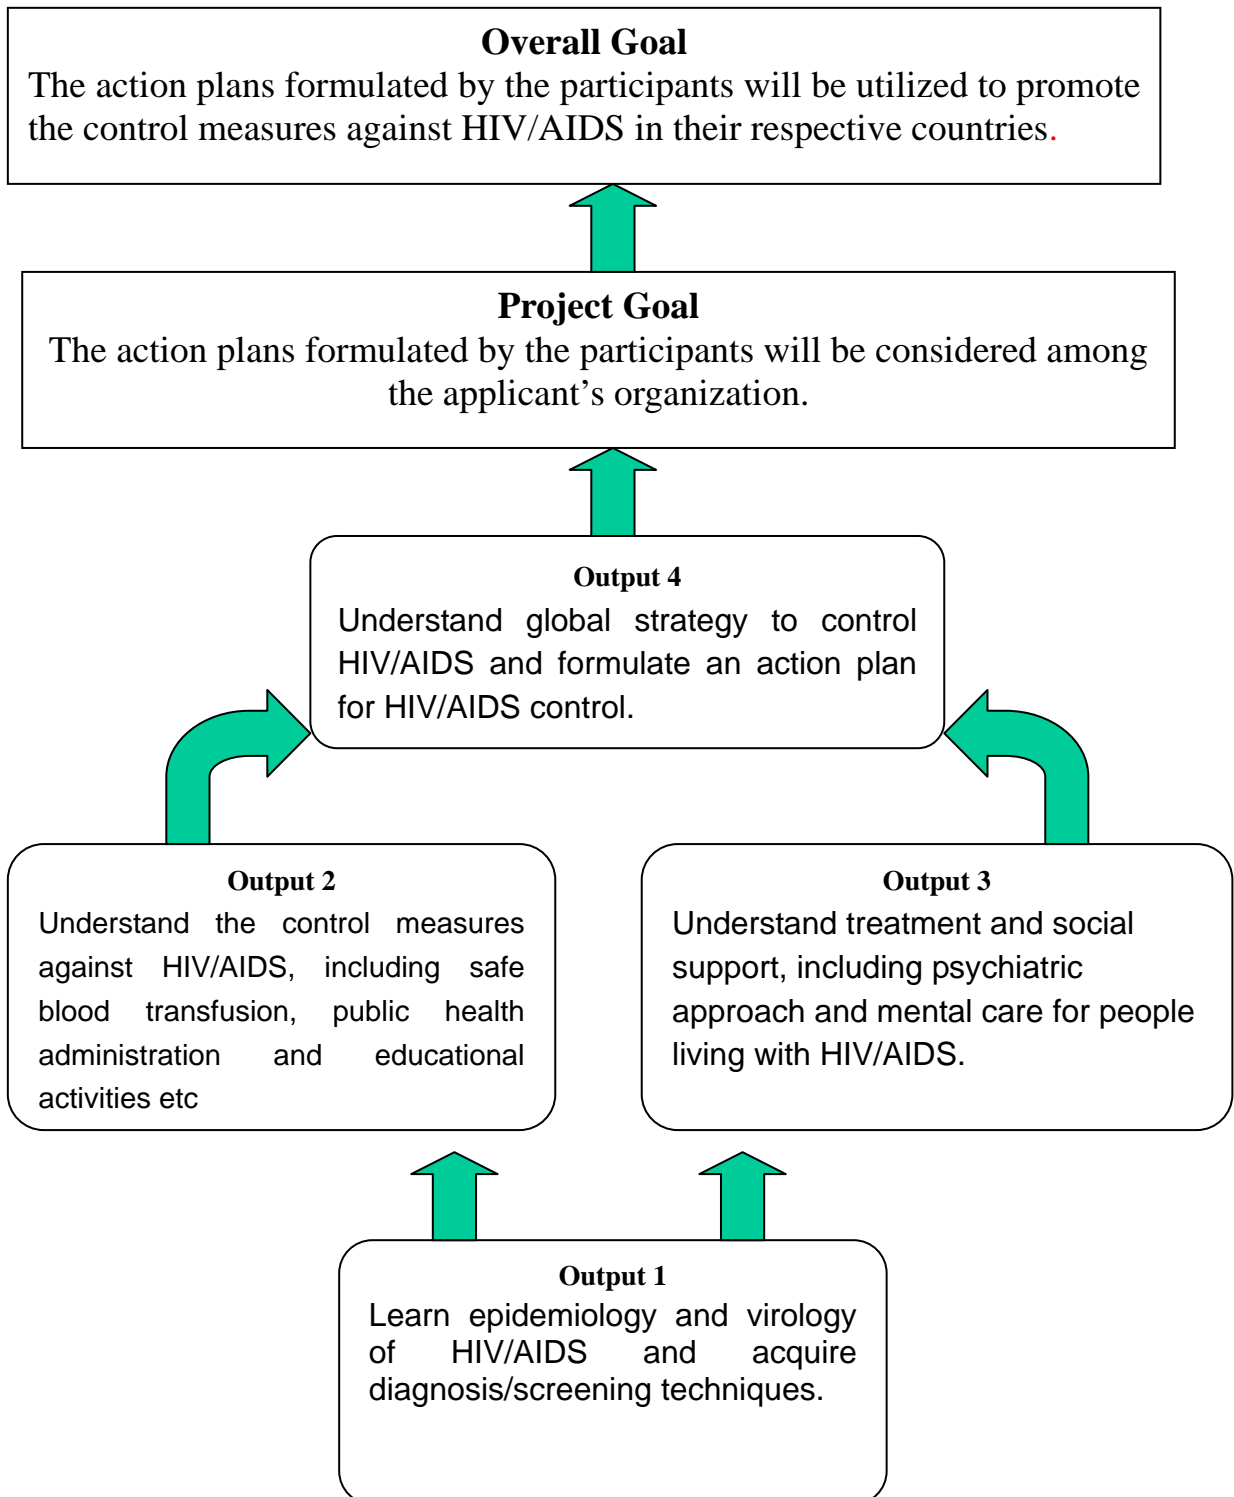 Overall Goal
The action plans formulated by the participants will be utilized to promote
the control measures against HIV/AIDS in their respective countries.
Project Goal
The action plans formulated by the participants will be considered among
the applicant’s organization.
Output 4
Understand global strategy to control
HIV/AIDS and formulate an action plan
for HIV/AIDS control.
Output 2
Understand the control measures
against HIV/AIDS, including safe
blood transfusion, public health
administration and educational
activities etc
Output 3
Understand treatment and social
support, including psychiatric
approach and mental care for people
living with HIV/AIDS.
Output 1
Learn epidemiology and virology
of HIV/AIDS and acquire
diagnosis/screening techniques.